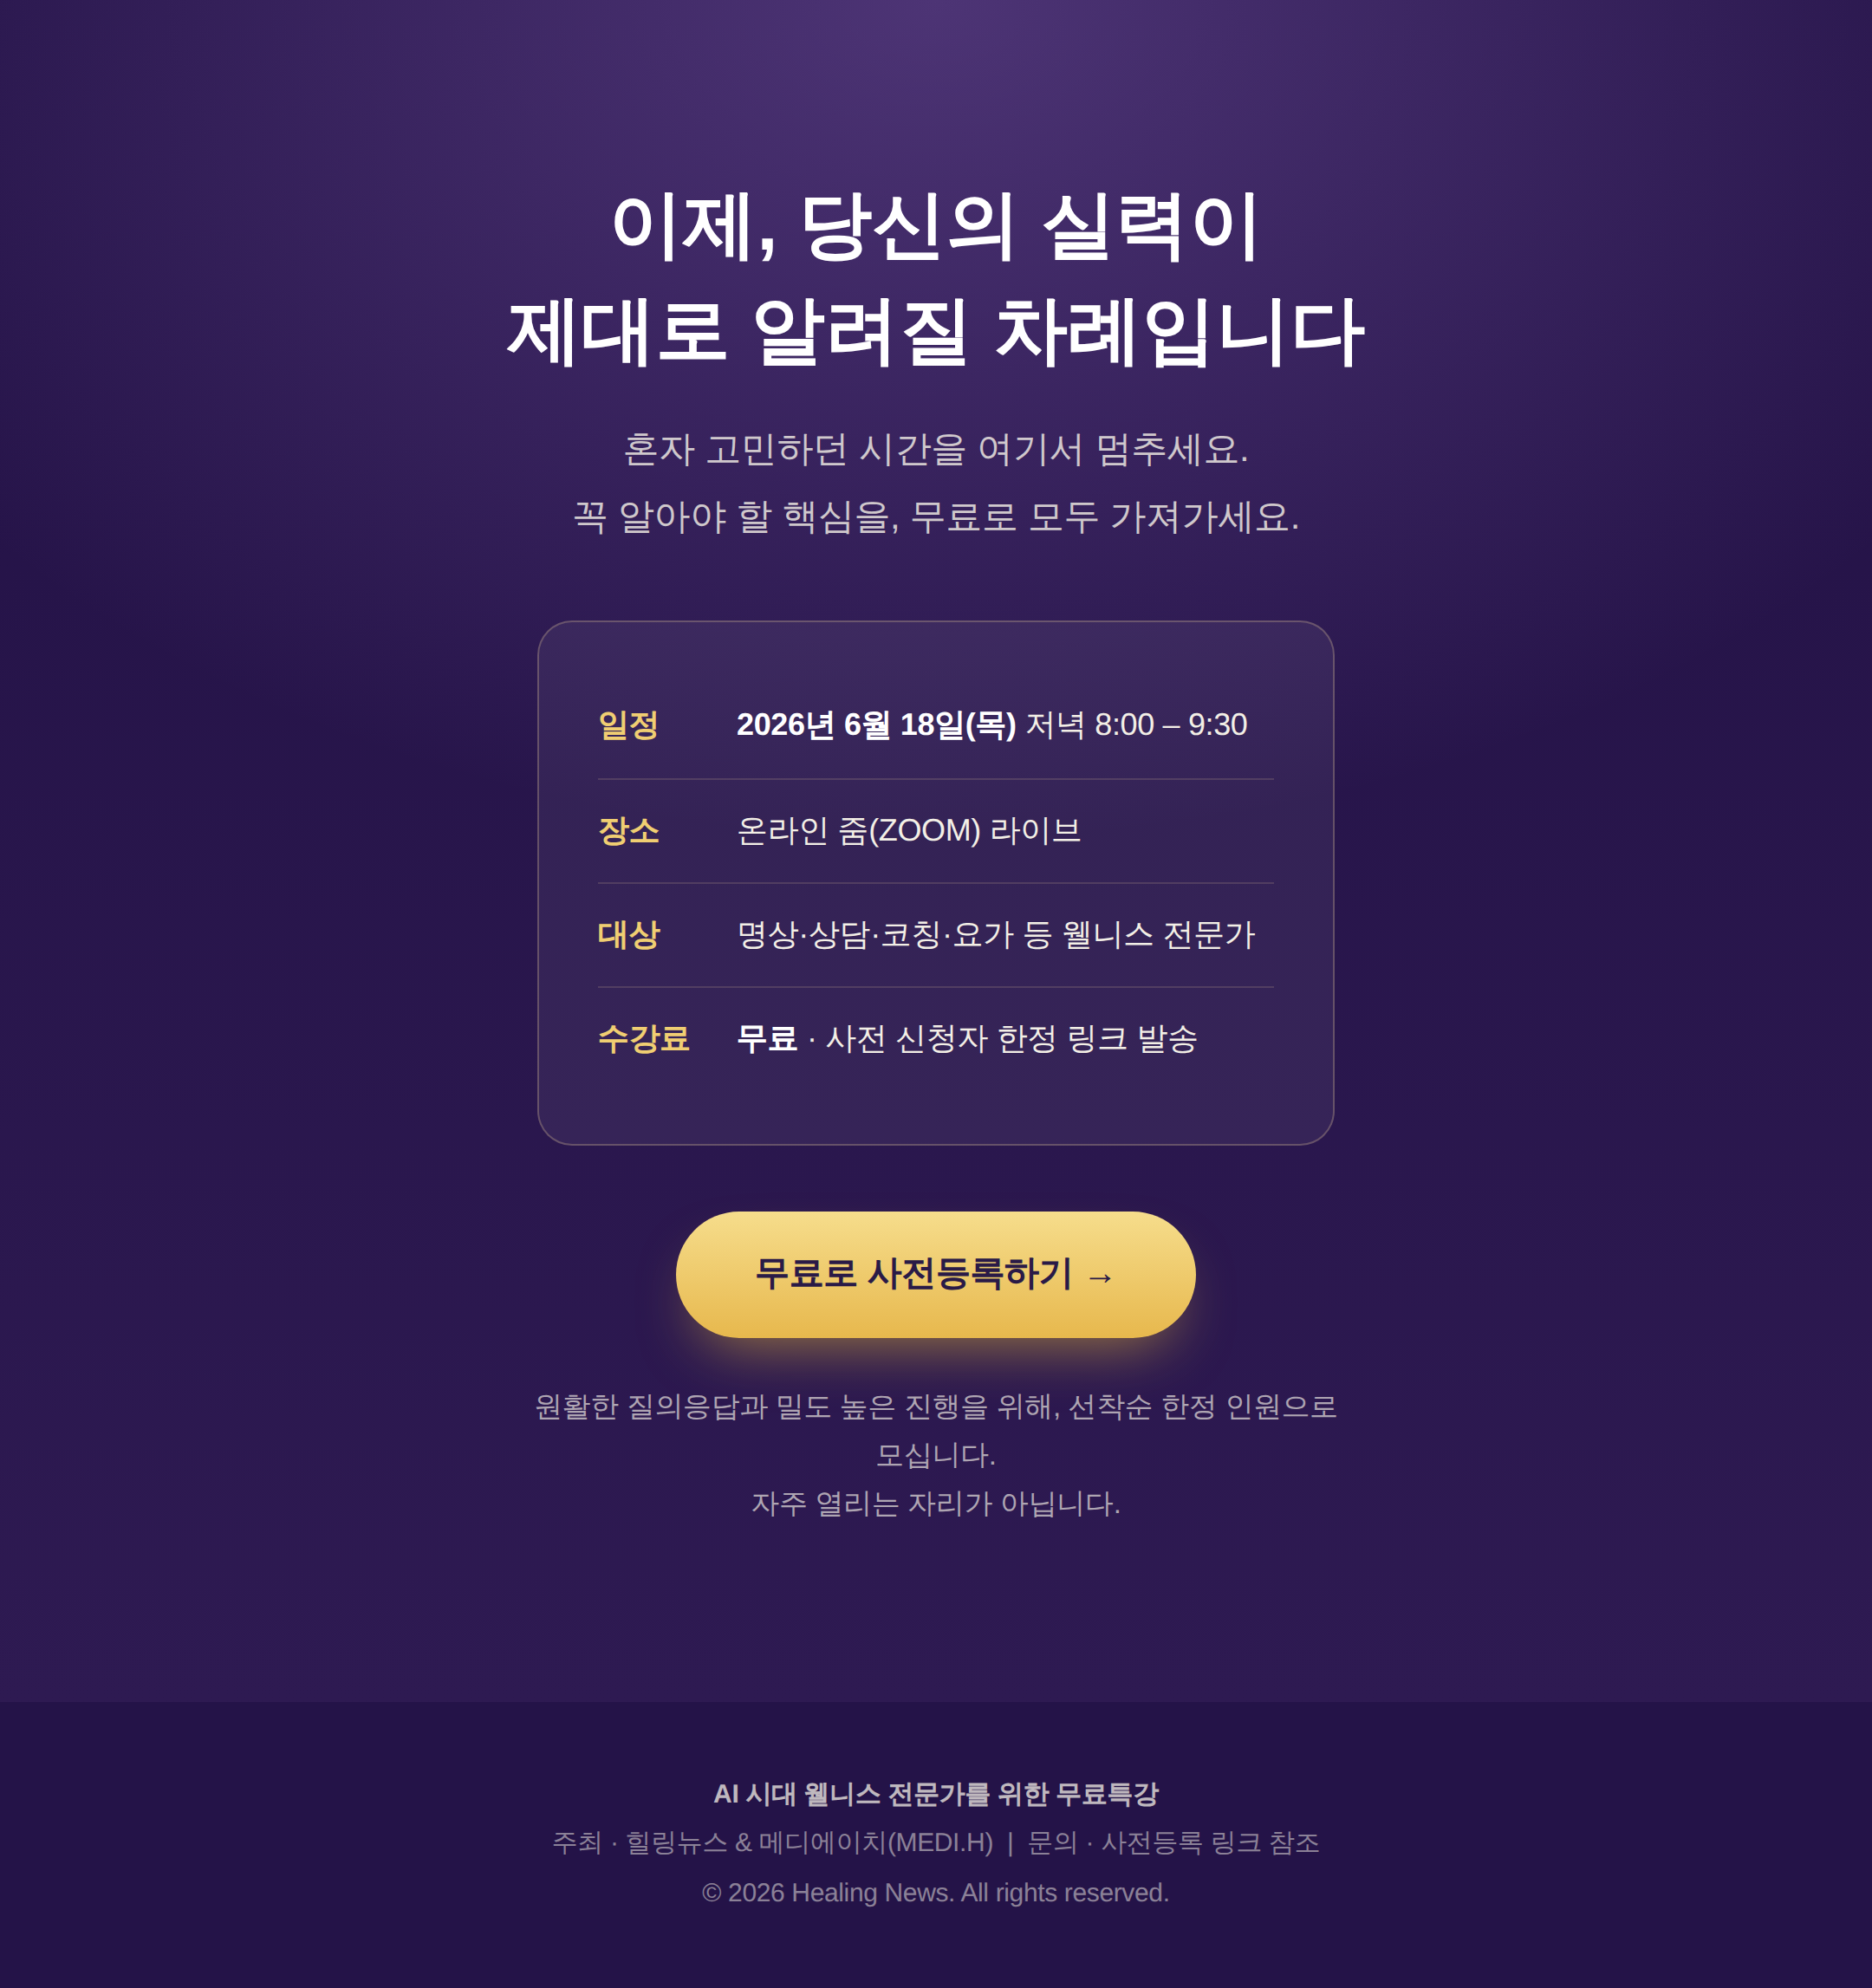 이제, 당신의 실력이
제대로 알려질 차례입니다
혼자 고민하던 시간을 여기서 멈추세요.
꼭 알아야 할 핵심을, 무료로 모두 가져가세요.
일정 2026년 6월 18일(목) 저녁 8:00 – 9:30
장소 온라인 줌(ZOOM) 라이브
대상 명상·상담·코칭·요가 등 웰니스 전문가
수강료 무료 · 사전 신청자 한정 링크 발송
무료로 사전등록하기 →
원활한 질의응답과 밀도 높은 진행을 위해, 선착순 한정 인원으로
모십니다.
자주 열리는 자리가 아닙니다.
AI 시대 웰니스 전문가를 위한 무료특강
주최 · 힐링뉴스 & 메디에이치(MEDI.H) | 문의 · 사전등록 링크 참조
© 2026 Healing News. All rights reserved.